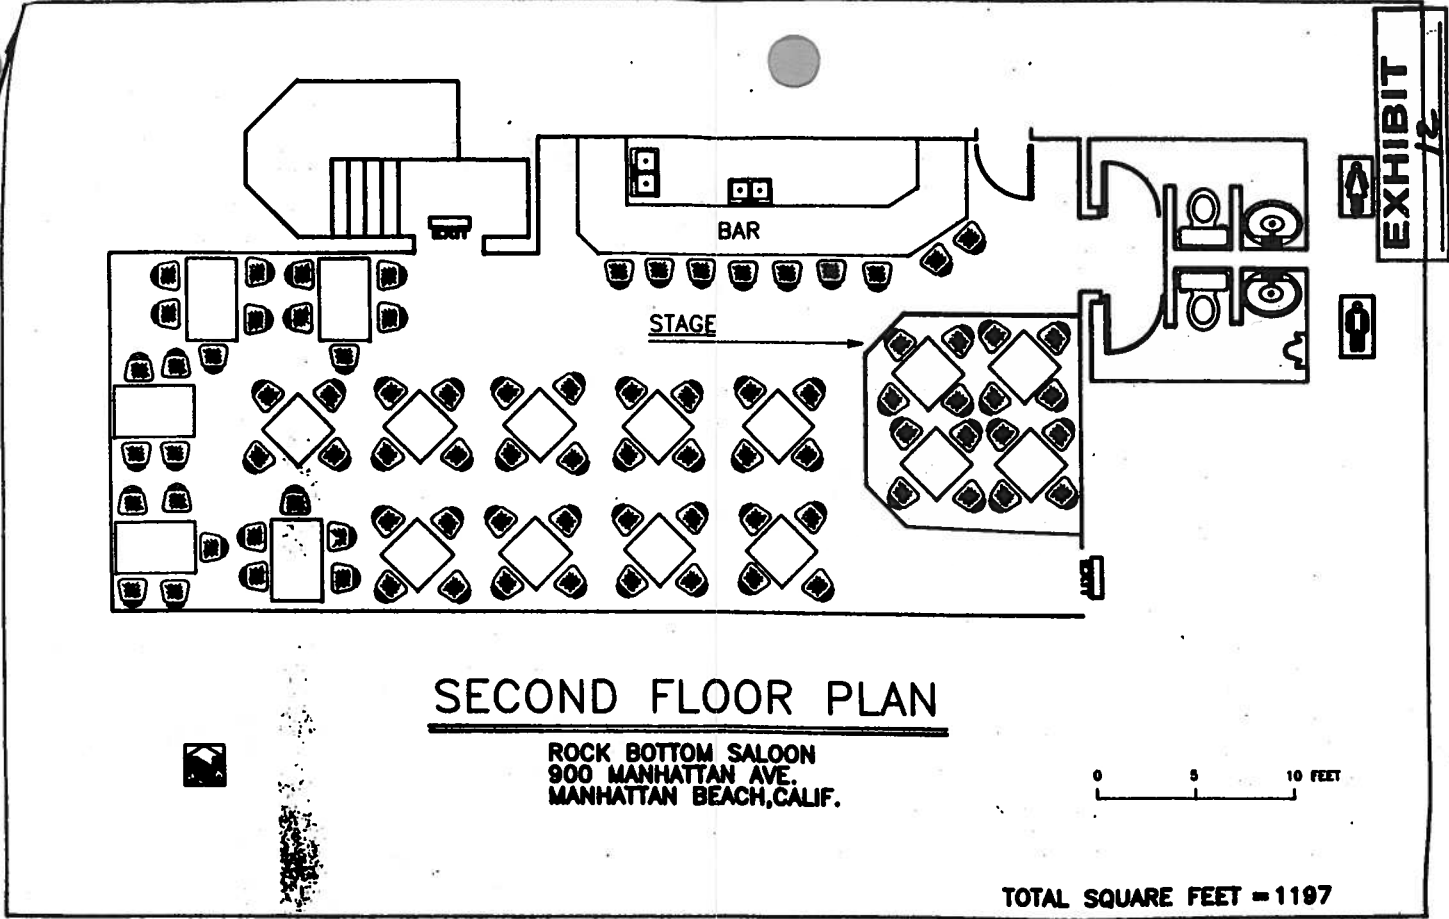 EXHIBIT
12
EXIT
BAR
STAGE
EXIT
SECOND FLOOR PLAN
ROCK BOTTOM SALOON
900 MANHATTAN AVE.
MANHATTAN BEACH,CALIF.
0 5 10 FEET
TOTAL SQUARE FEET = 1197